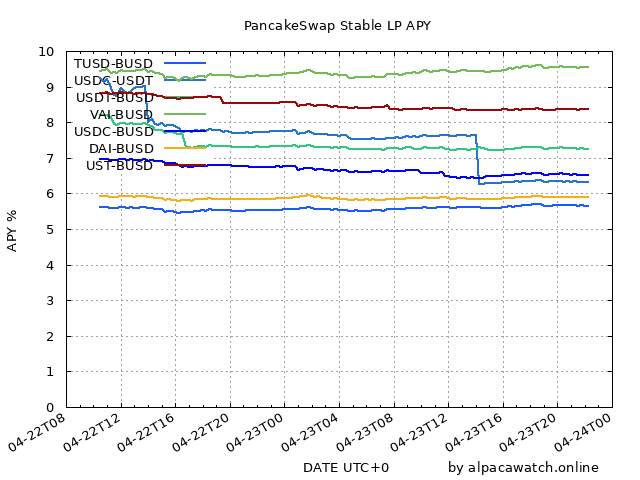 PancakeSwap Stable LP APY
10
9
8
7
6
5
4
3
2
1
0
APY %
TUSD-BUSD
USDC-USDT
USDT-BUSD
VAI-BUSD
USDC-BUSD
DAI-BUSD
UST-BUSD
04-22T08
04-22T12
04-22T16
04-22T20
04-23T00
04-23T04
04-23T08
04-23T12
04-23T16
04-23T20
04-24T00
DATE UTC+0
by alpacawatch.online